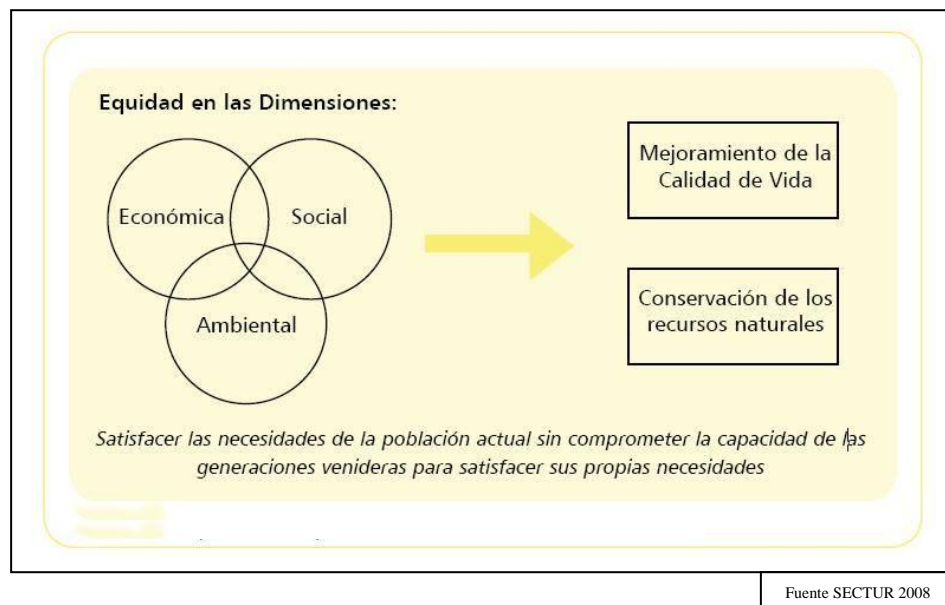 Equidad en las Dimensiones:
Económica
Social
Ambiental
Mejoramiento de la
Calidad de Vida
Conservación de los
recursos naturales
Satisfacer las necesidades de la población actual sin comprometer la capacidad de las
generaciones venideras para satisfacer sus propias necesidades
Fuente SECTUR 2008